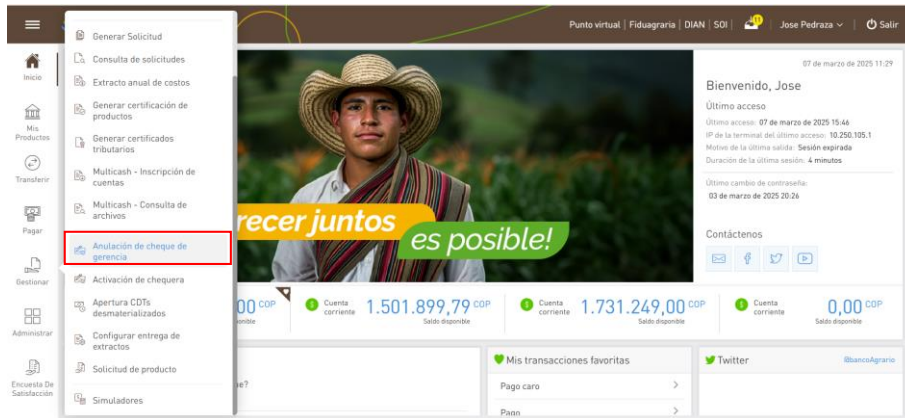 Punto virtual | Fiduagraria | DIAN | SOI | Jose Pedraza Salir
Inicio
Mis
Productos
Transferir
Pagar
Gestionar
Administrar
Encuesta De
Satisfacción
Generar Solicitud
Consulta de solicitudes
Extracto anual de costos
Generar certificación de
productos
Generar certificados
tributarios
Multicash - Inscripción de
cuentas
Multicash - Consulta de
archivos
Anulación de cheque de
gerencia
Activación de chequera
Apertura CDTs
desmaterializados
Configurar entrega de
extractos
Solicitud de producto
Simuladores
recer juntos
es posible!
07 de marzo de 2025 11:29
Bienvenido, Jose
Último acceso
Último acceso: 07 de marzo de 2025 15:46
IP de la terminal del último acceso: 10.250.105.1
Motivo de la última salida: Sesión expirada
Duración de la última sesión: 4 minutos
Último cambio de contraseña:
03 de marzo de 2025 20:26
Contáctenos
00 COP
onible
Cuenta
corriente
1.501.899,79 COP
Saldo disponible
Cuenta
corriente
1.731.249,00 COP
Saldo disponible
Cuenta
corriente
0,00 COP
Saldo disponible
e?
Mis transacciones favoritas
Pago caro
Pago
Twitter
@bancoAgrario